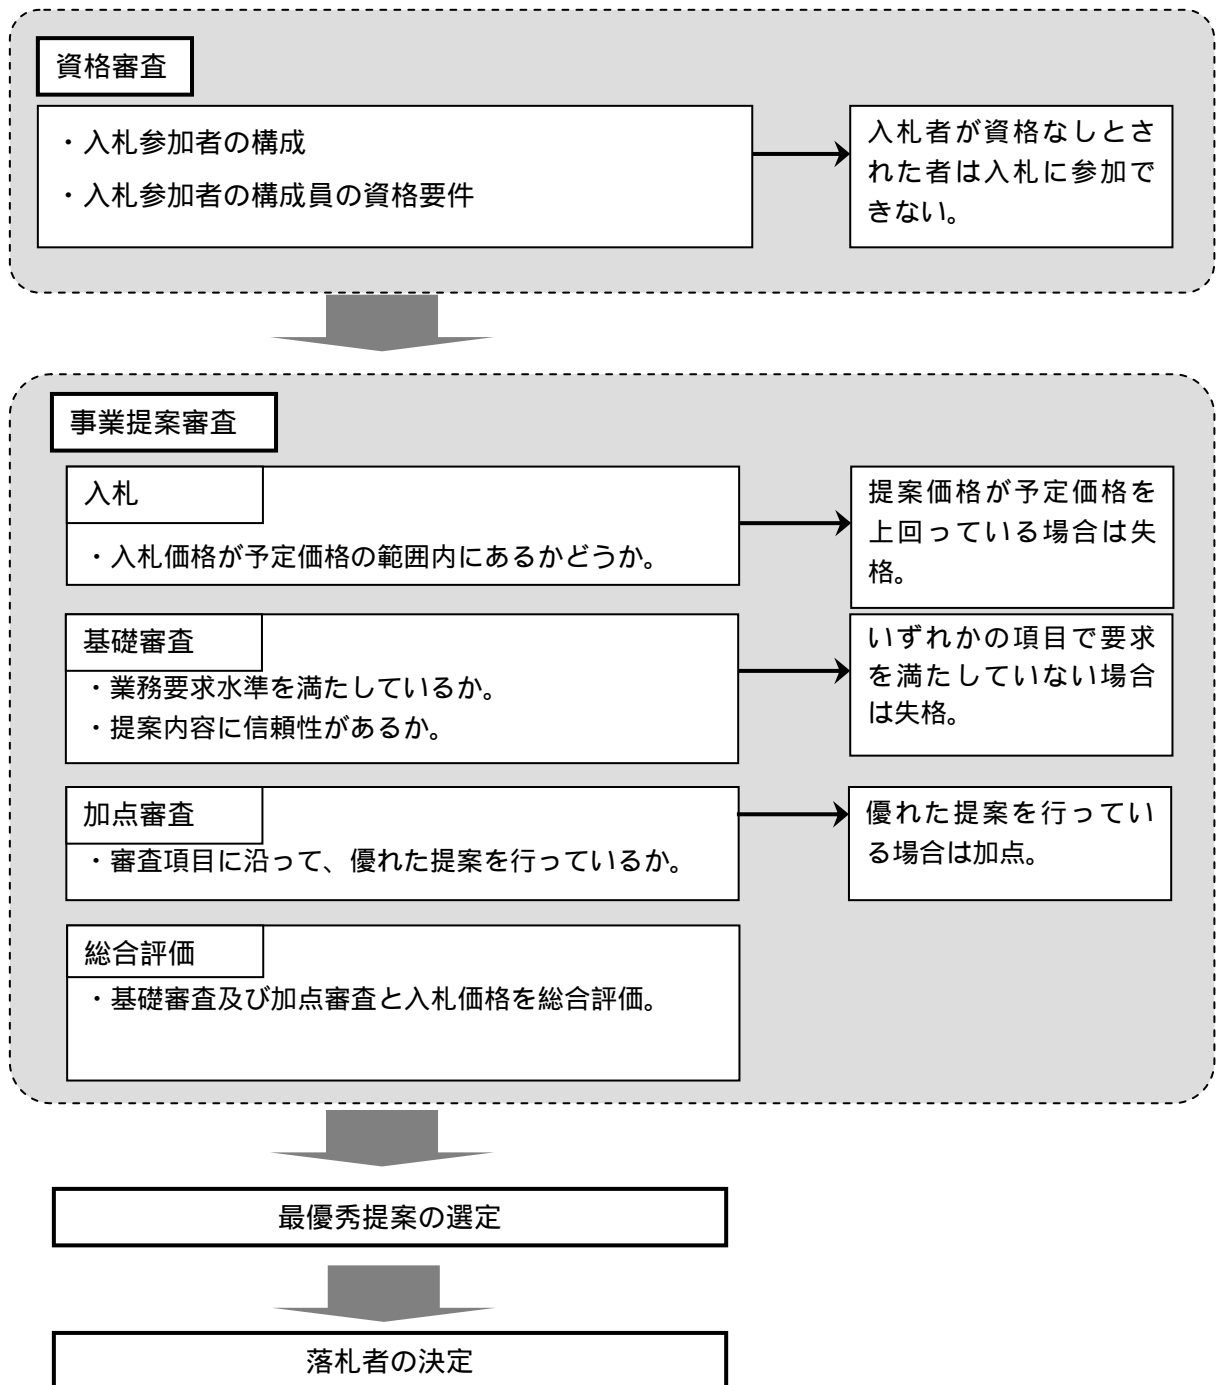 資格審査
・入札参加者の構成
・入札参加者の構成員の資格要件
入札者が資格なしとさ
れた者は入札に参加で
きない。
事業提案審査
入札
・入札価格が予定価格の範囲内にあるかどうか。
提案価格が予定価格を
上回っている場合は失
格。
基礎審査
・業務要求水準を満たしているか。
・提案内容に信頼性があるか。
いずれかの項目で要求
を満たしていない場合
は失格。
加点審査
・審査項目に沿って、優れた提案を行っているか。
優れた提案を行ってい
る場合は加点。
総合評価
・基礎審査及び加点審査と入札価格を総合評価。
最優秀提案の選定
落札者の決定